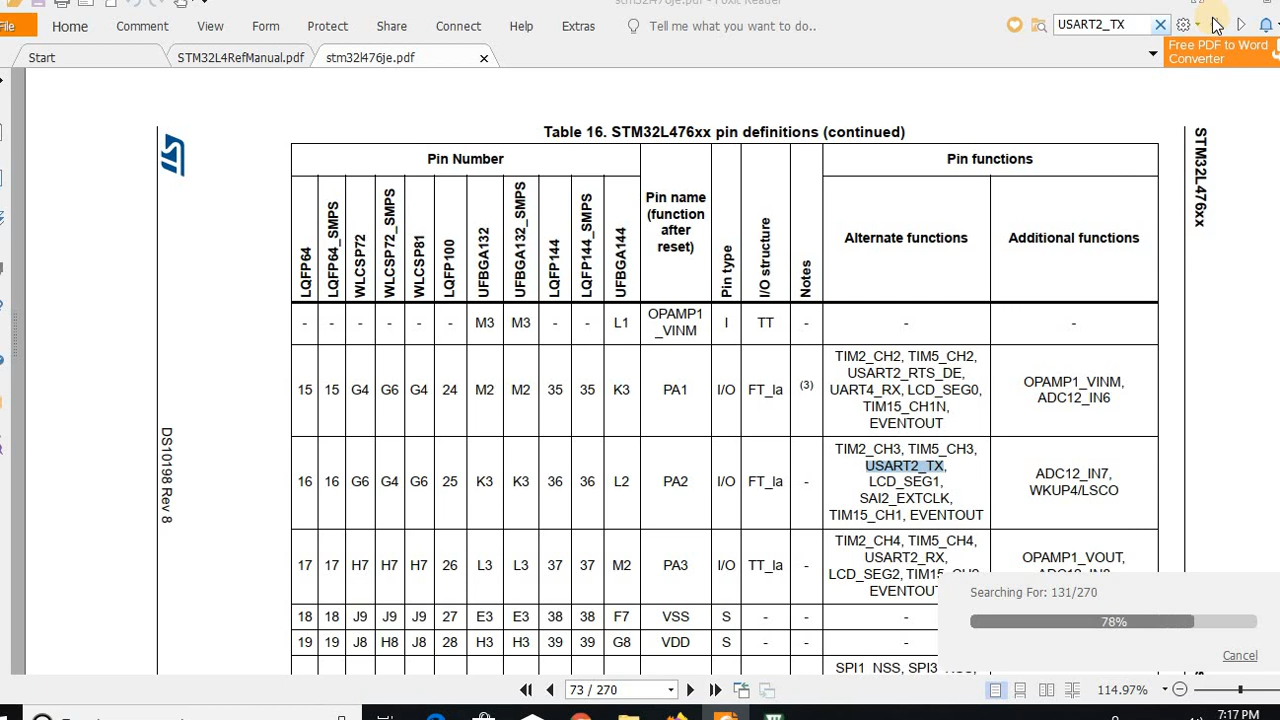 stm32l476je.pdf - Foxit Reader
File Home Comment View Form Protect Share Connect Help Extras Tell me what you want to do.. USART2_TX
Start STM32L4RefManual.pdf stm32l476je.pdf
Free PDF to Word
Converter
Table 16. STM32L476xx pin definitions (continued)
Pin Number Pin functions
LQFP64 LQFP64_SMPS WLCSP72 WLCSP72_SMPS WLCSP81 LQFP100 UFBGA132 UFBGA132_SMPS LQFP144 LQFP144_SMPS UFBGA144
Pin name
(function
after
reset)
Pin type I/O structure Notes Alternate functions Additional functions
- - - - - - M3 M3 - - L1 OPAMP1
_VINM I TT - - -
15 15 G4 G6 G4 24 M2 M2 35 35 K3 PA1 I/O FT_la (3)
TIM2_CH2, TIM5_CH2,
USART2_RTS_DE,
UART4_RX, LCD_SEG0,
TIM15_CH1N,
EVENTOUT
OPAMP1_VINM,
ADC12_IN6
16 16 G6 G4 G6 25 K3 K3 36 36 L2 PA2 I/O FT_la -
TIM2_CH3, TIM5_CH3,
USART2_TX,
LCD_SEG1,
SAI2_EXTCLK,
TIM15_CH1, EVENTOUT
ADC12_IN7,
WKUP4/LSCO
17 17 H7 H7 H7 26 L3 L3 37 37 M2 PA3 I/O TT_la -
TIM2_CH4, TIM5_CH4,
USART2_RX,
LCD_SEG2,
EVENTOUT
OPAMP1_VOUT,
18 18 J9 J9 J9 27 E3 E3 38 38 F7 VSS S - - -
19 19 J8 H8 J8 28 H3 H3 39 39 G8 VDD S - - -
SPI1_NSS, SPI3_NSS,
STM32L476xx
DS10198 Rev 8
Searching For: 131/270
78%
Cancel
73 / 270 114.97%
7:17 PM